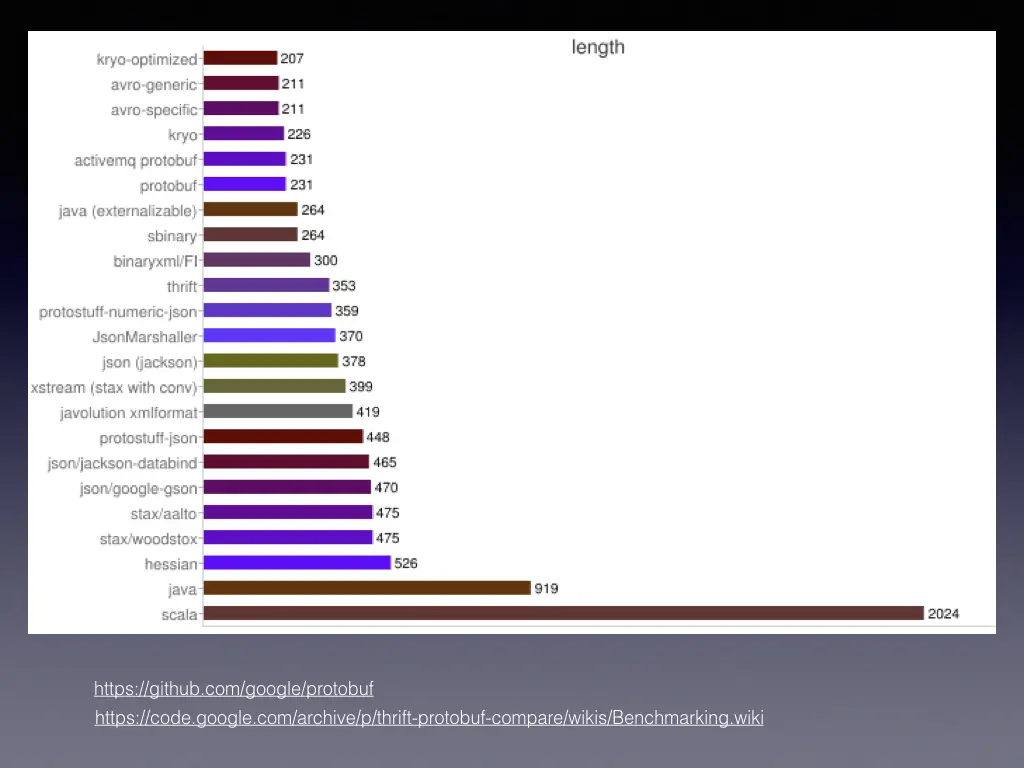 length
kryo-optimized 207
avro-generic 211
avro-specific 211
kryo 226
activemq protobuf 231
protobuf 231
java (externalizable) 264
sbinary 264
binaryxml/FI 300
thrift 353
protostuff-numeric-json 359
JsonMarshaller 370
json (jackson) 378
xstream (stax with conv) 399
javolution xmlformat 419
protostuff-json 448
json/jackson-databind 465
json/google-gson 470
stax/aalto 475
stax/woodstox 475
hessian 526
java 919
scala 2024
https://github.com/google/protobuf
https://code.google.com/archive/p/thrift-protobuf-compare/wikis/Benchmarking.wiki